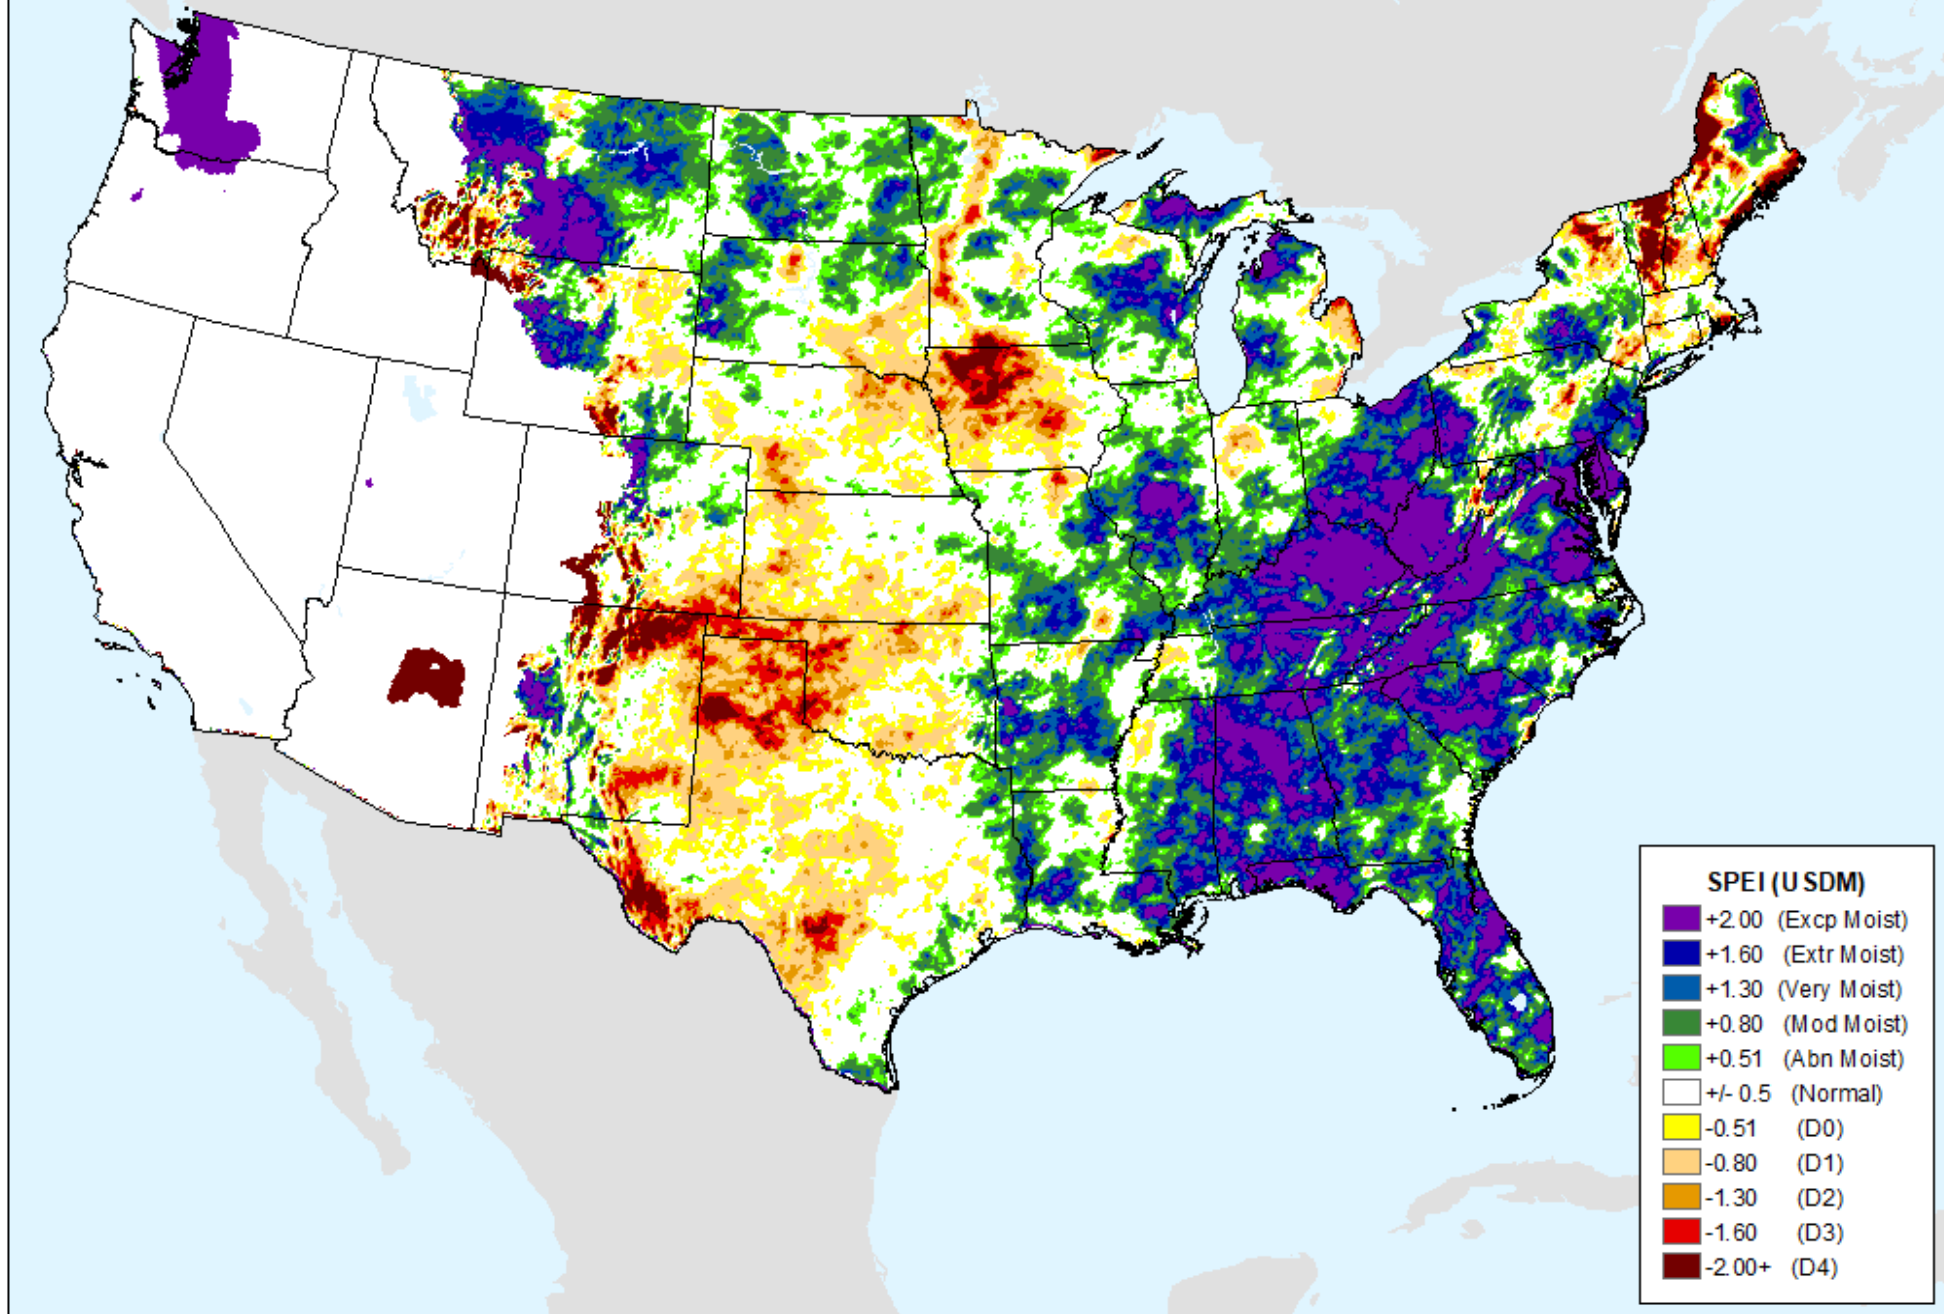 SPEI (USDM)
+2.00 (Excp Moist)
+1.60 (Extr Moist)
+1.30 (Very Moist)
+0.80 (Mod Moist)
+0.51 (Abn Moist)
+/- 0.5 (Normal)
-0.51 (D0)
-0.80 (D1)
-1.30 (D2)
-1.60 (D3)
-2.00+ (D4)